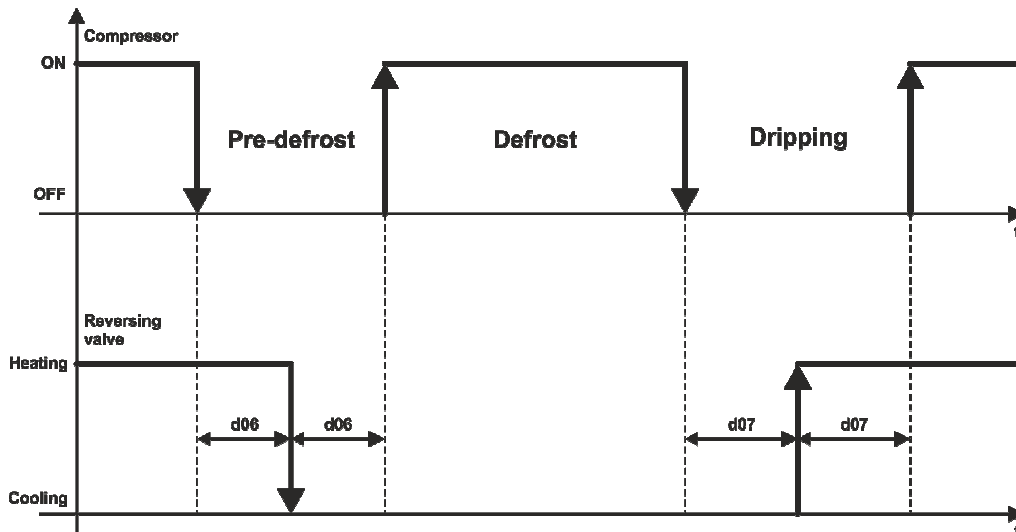 Compressor
ON
Pre-defrost
Defrost
Dripping
OFF
t
Reversing
valve
Heating
d06
d06
d07
d07
Cooling